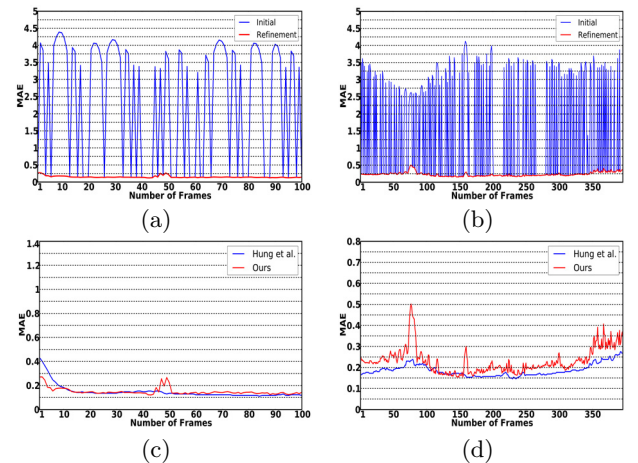 5
4.5
4
3.5
3
2.5
2
1.5
1
0.5
0
MAE
Initial
Refinement
1 10 20 30 40 50 60 70 80 90 100
Number of Frames
(a)
5
4.5
4
3.5
3
2.5
2
1.5
1
0.5
0
MAE
Initial
Refinement
1 50 100 150 200 250 300 350
Number of Frames
(b)
1.4
1.2
1
0.8
0.6
0.4
0.2
0
MAE
Hung et al.
Ours
1 10 20 30 40 50 60 70 80 90 100
Number of Frames
(c)
0.8
0.7
0.6
0.5
0.4
0.3
0.2
0.1
0
MAE
Hung et al.
Ours
1 50 100 150 200 250 300 350
Number of Frames
(d)